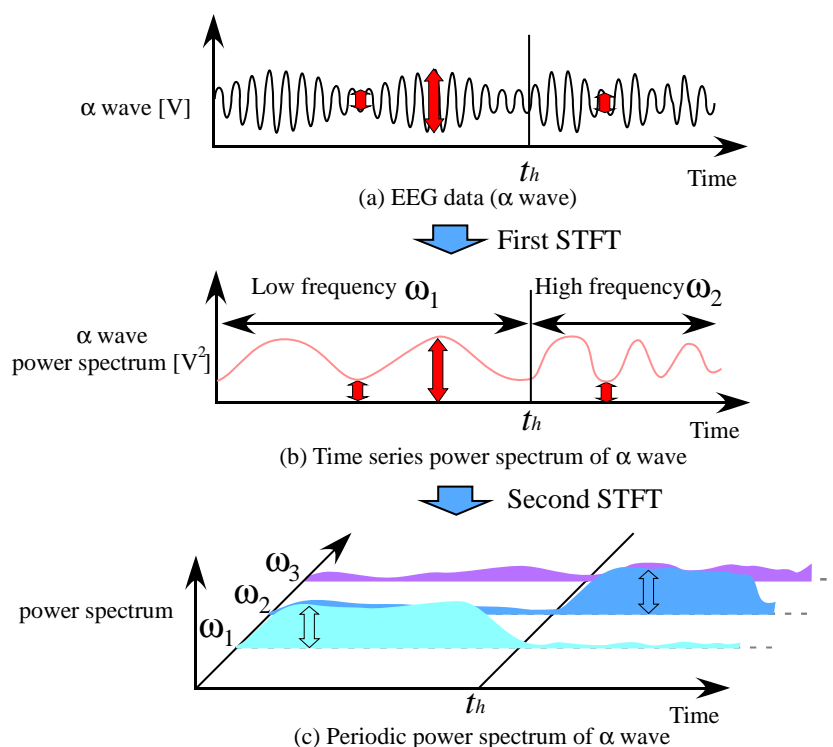 α wave [V]
t_h
Time
(a) EEG data (α wave)
First STFT
Low frequency ω₁
High frequency ω₂
α wave
power spectrum [V²]
t_h
Time
(b) Time series power spectrum of α wave
Second STFT
ω₃
ω₂
power spectrum
ω₁
t_h
Time
(c) Periodic power spectrum of α wave